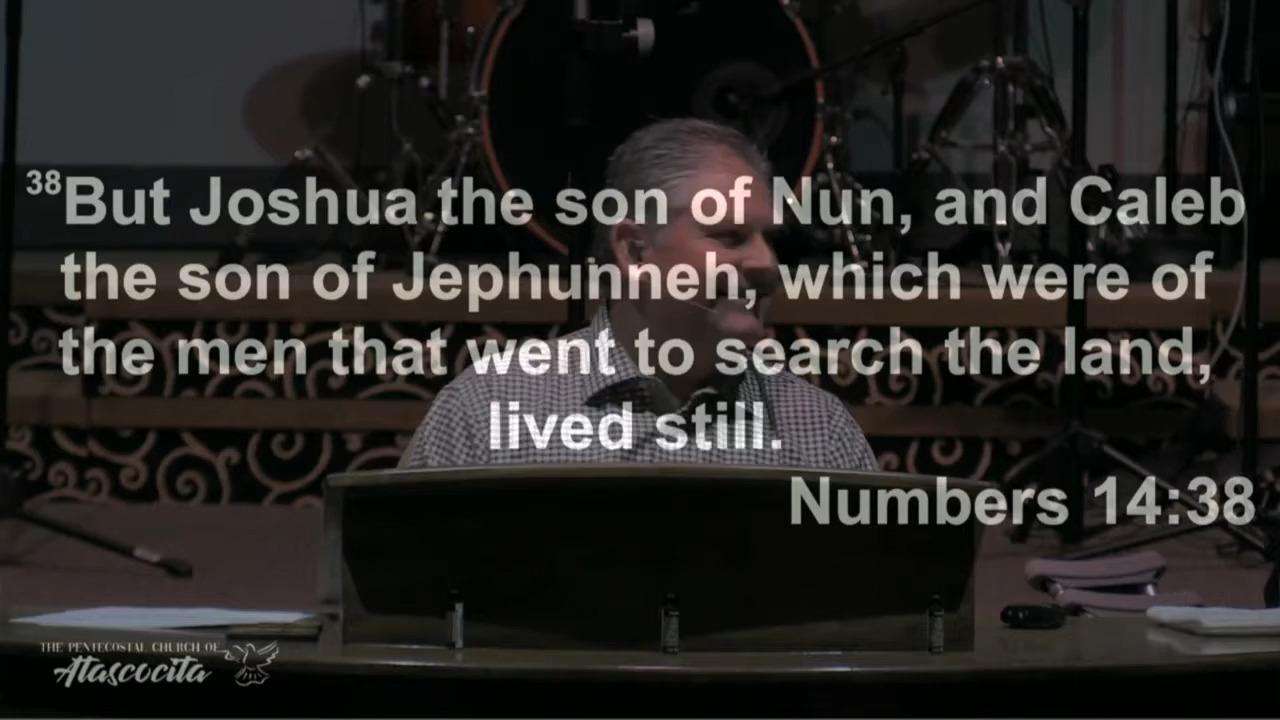 38But Joshua the son of Nun, and Caleb
the son of Jephunneh, which were of
the men that went to search the land,
lived still.
Numbers 14:38
THE PENTECOSTAL CHURCH OF
Atascocita